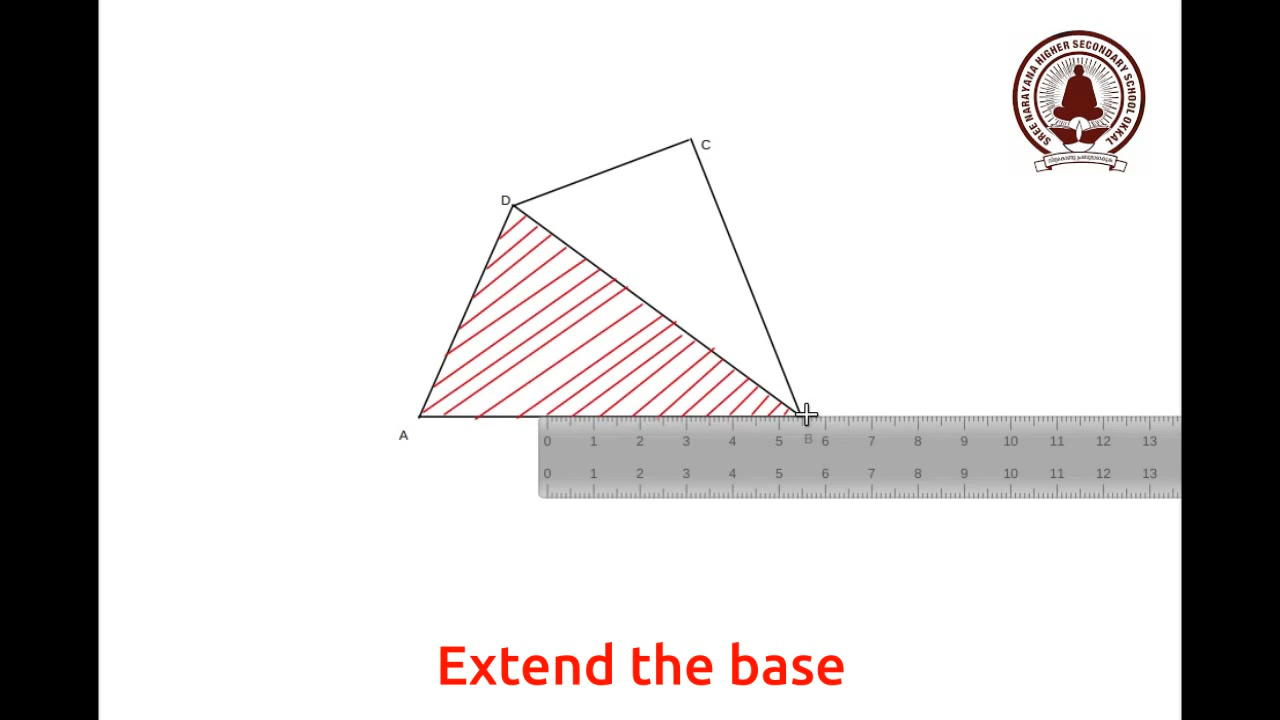 SREE NARAYANA HIGHER SECONDARY SCHOOL OKKAL
C
D
A
B
0 1 2 3 4 5 6 7 8 9 10 11 12 13
0 1 2 3 4 5 6 7 8 9 10 11 12 13
Extend the base